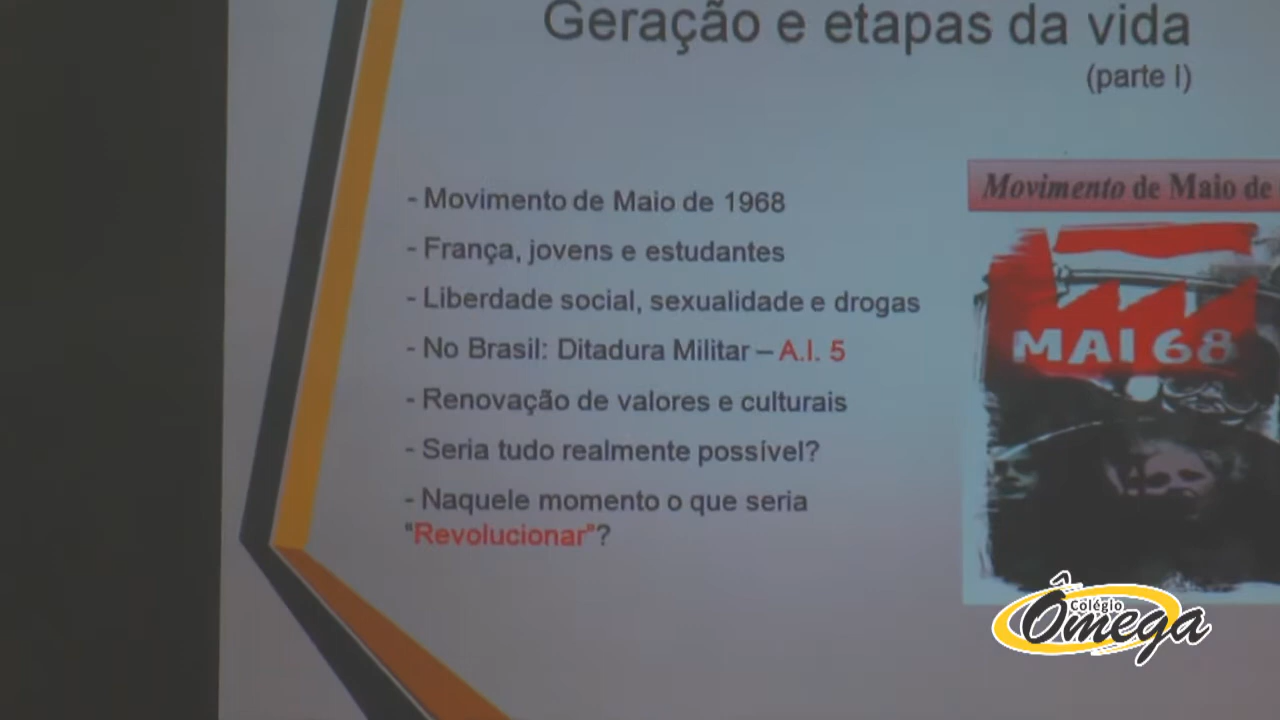 Geração e etapas da vida
(parte I)
- Movimento de Maio de 1968
- França, jovens e estudantes
- Liberdade social, sexualidade e drogas
- No Brasil: Ditadura Militar – A.I. 5
- Renovação de valores e culturais
- Seria tudo realmente possível?
- Naquele momento o que seria
"Revolucionar"?
Movimento de Maio de
MAI 68
Colégio
Ômega